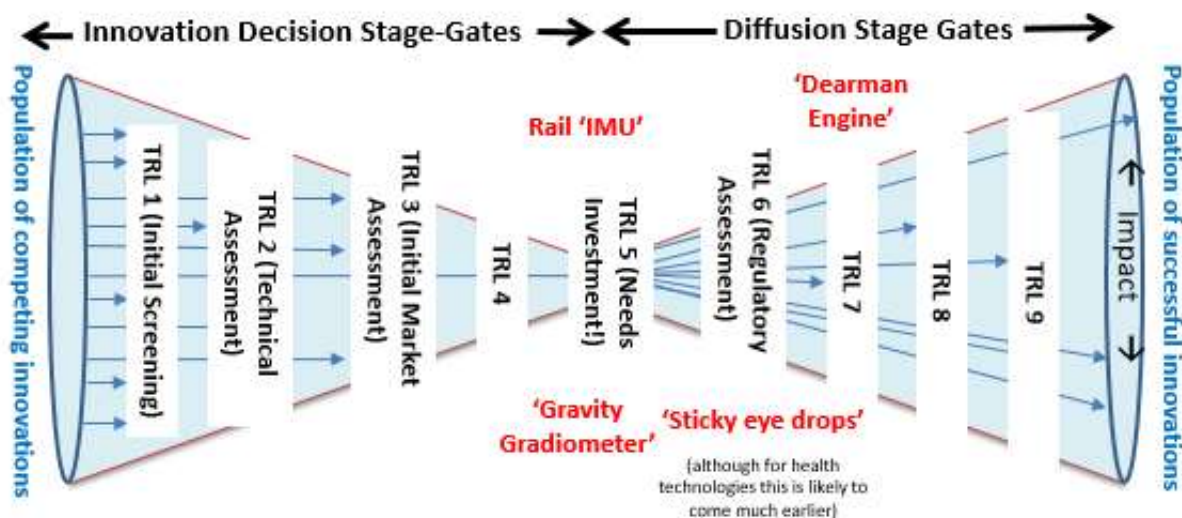 Innovation Decision Stage-Gates
Diffusion Stage Gates
Population of competing innovations
TRL 1 (Initial Screening)
TRL 2 (Technical
Assessment)
TRL 3 (Initial Market
Assessment)
TRL 4
Rail ‘IMU’
‘Gravity
Gradiometer’
TRL 5 (Needs
Investment!)
TRL 6 (Regulatory
Assessment)
‘Dearman
Engine’
‘Sticky eye drops’
(although for health
technologies this is likely to
come much earlier)
TRL 7
TRL 8
TRL 9
Impact
Population of successful innovations